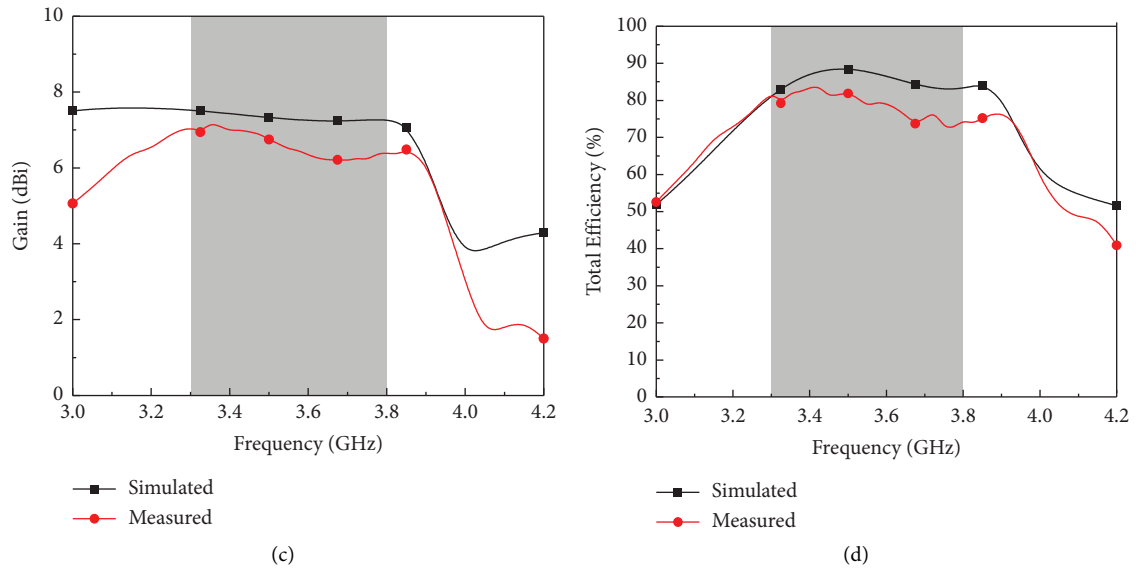 10
8
6
4
2
0
Gain (dBi)
3.0 3.2 3.4 3.6 3.8 4.0 4.2
Frequency (GHz)
Simulated
Measured
(c)
100
90
80
70
60
50
40
30
20
10
0
Total Efficiency (%)
3.0 3.2 3.4 3.6 3.8 4.0 4.2
Frequency (GHz)
Simulated
Measured
(d)